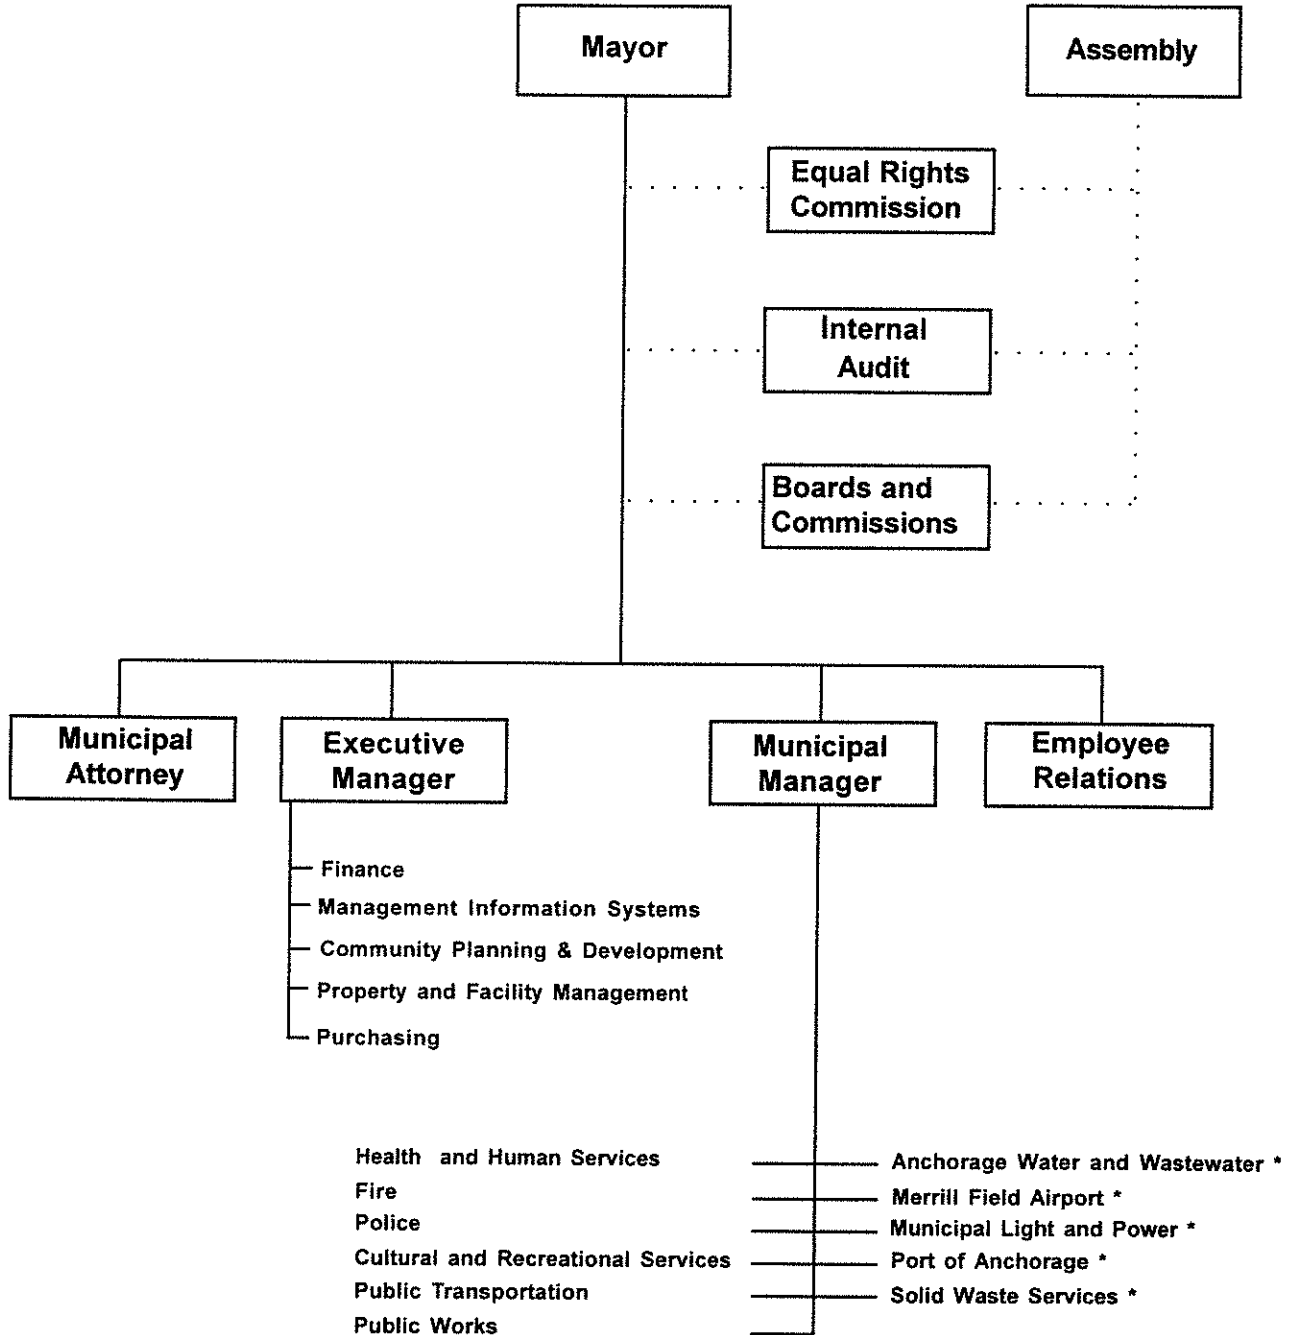 Mayor
Assembly
Equal Rights
Commission
Internal
Audit
Boards and
Commissions
Municipal
Attorney
Executive
Manager
Municipal
Manager
Employee
Relations
Finance
Management Information Systems
Community Planning & Development
Property and Facility Management
Purchasing
Health and Human Services
Fire
Police
Cultural and Recreational Services
Public Transportation
Public Works
Anchorage Water and Wastewater *
Merrill Field Airport *
Municipal Light and Power *
Port of Anchorage *
Solid Waste Services *